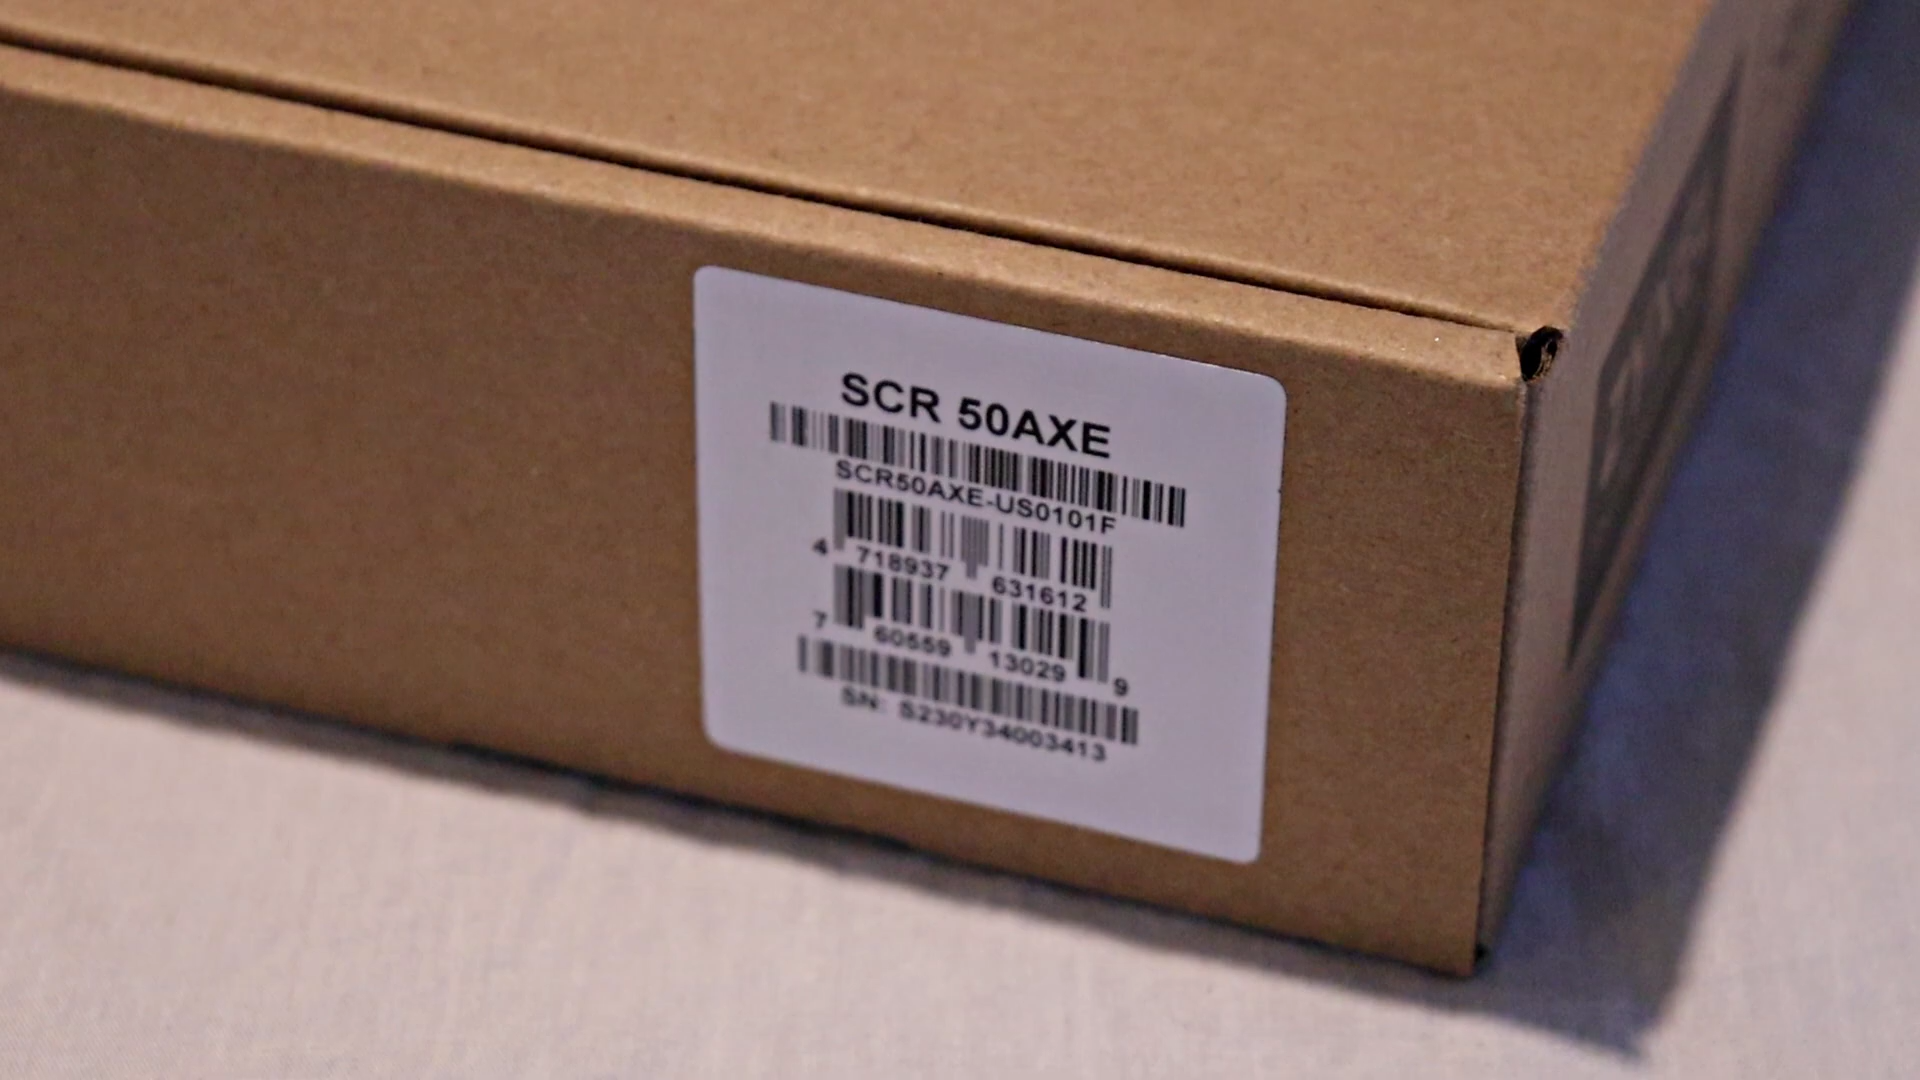 SCR 50AXE
SCR50AXE-US0101F
4 718937 631612
7 60559 13029 9
SN: S230Y34003413